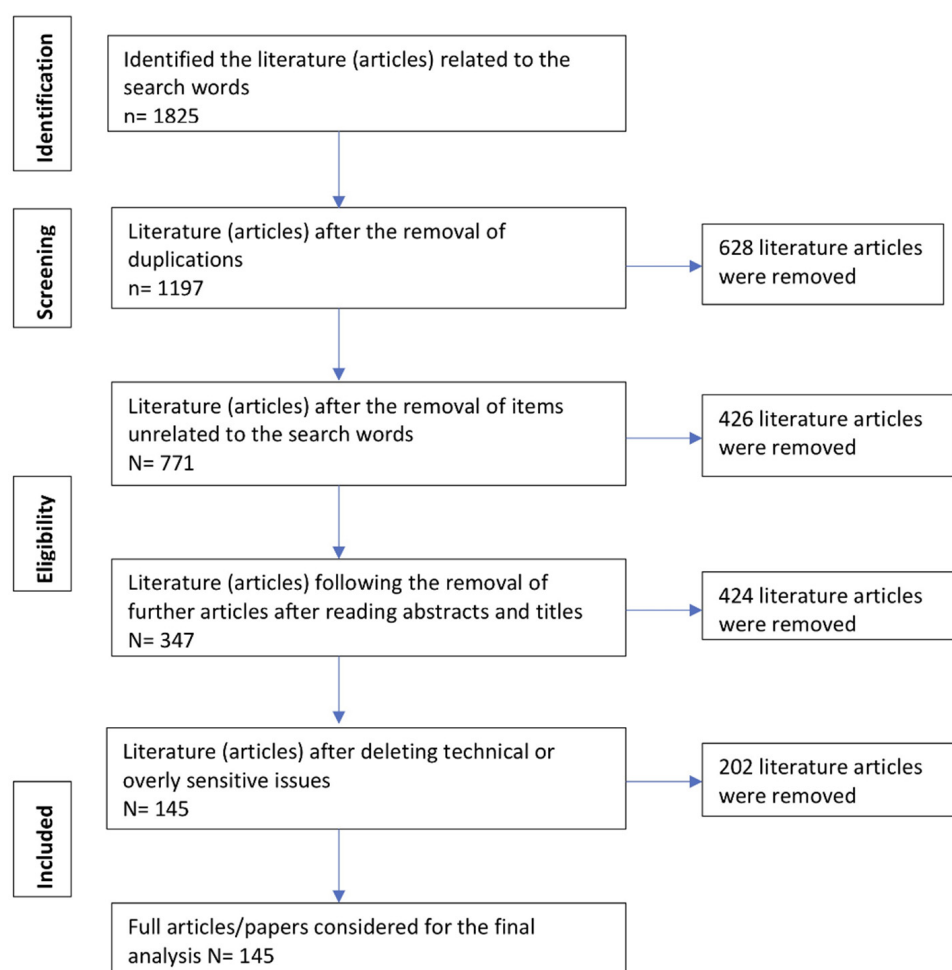 Identification
Identified the literature (articles) related to the
search words
n= 1825
Screening
Literature (articles) after the removal of
duplications
n= 1197
628 literature articles
were removed
Literature (articles) after the removal of items
unrelated to the search words
N= 771
426 literature articles
were removed
Eligibility
Literature (articles) following the removal of
further articles after reading abstracts and titles
N= 347
424 literature articles
were removed
Literature (articles) after deleting technical or
overly sensitive issues
N= 145
202 literature articles
were removed
Included
Full articles/papers considered for the final
analysis N= 145